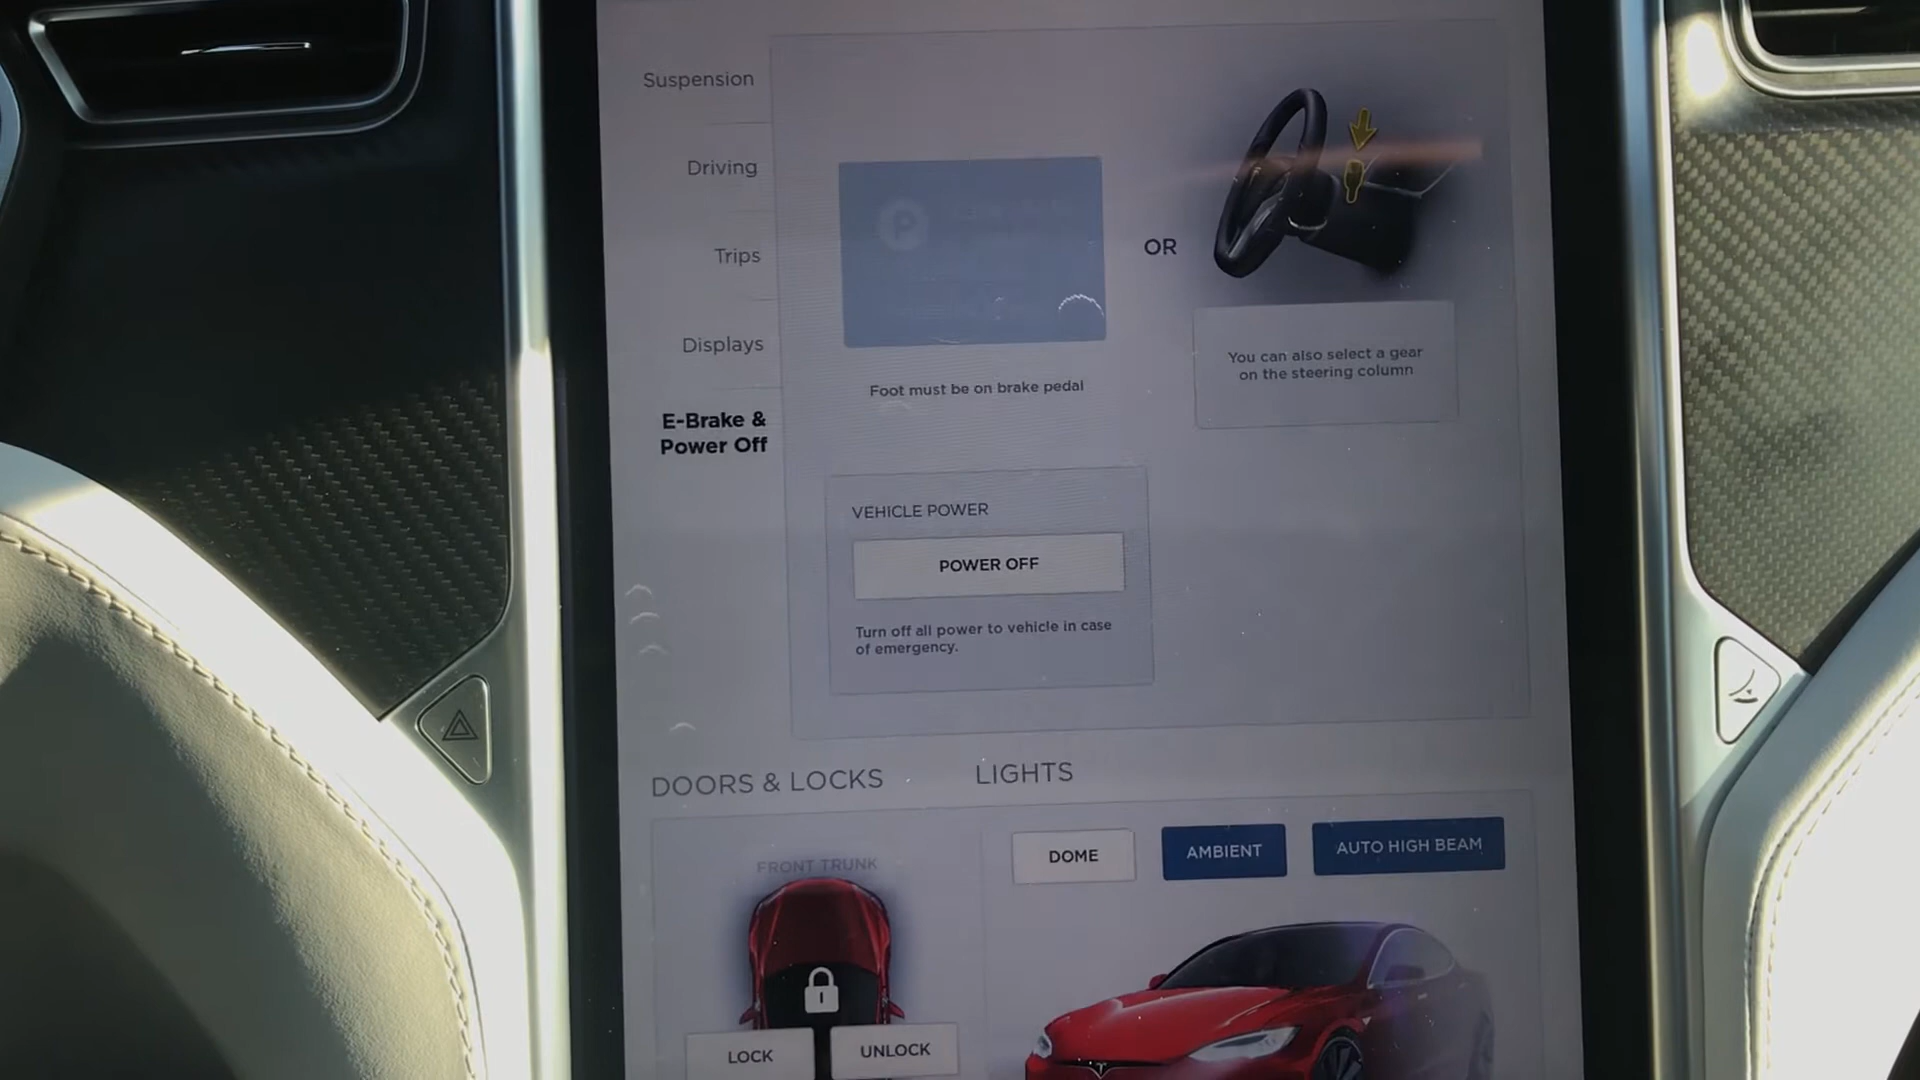 Suspension
Driving
Trips
Displays
E-Brake &
Power Off
P
Foot must be on brake pedal
OR
You can also select a gear
on the steering column
VEHICLE POWER
POWER OFF
Turn off all power to vehicle in case
of emergency.
DOORS & LOCKS
LIGHTS
FRONT TRUNK
DOME
AMBIENT
AUTO HIGH BEAM
LOCK
UNLOCK